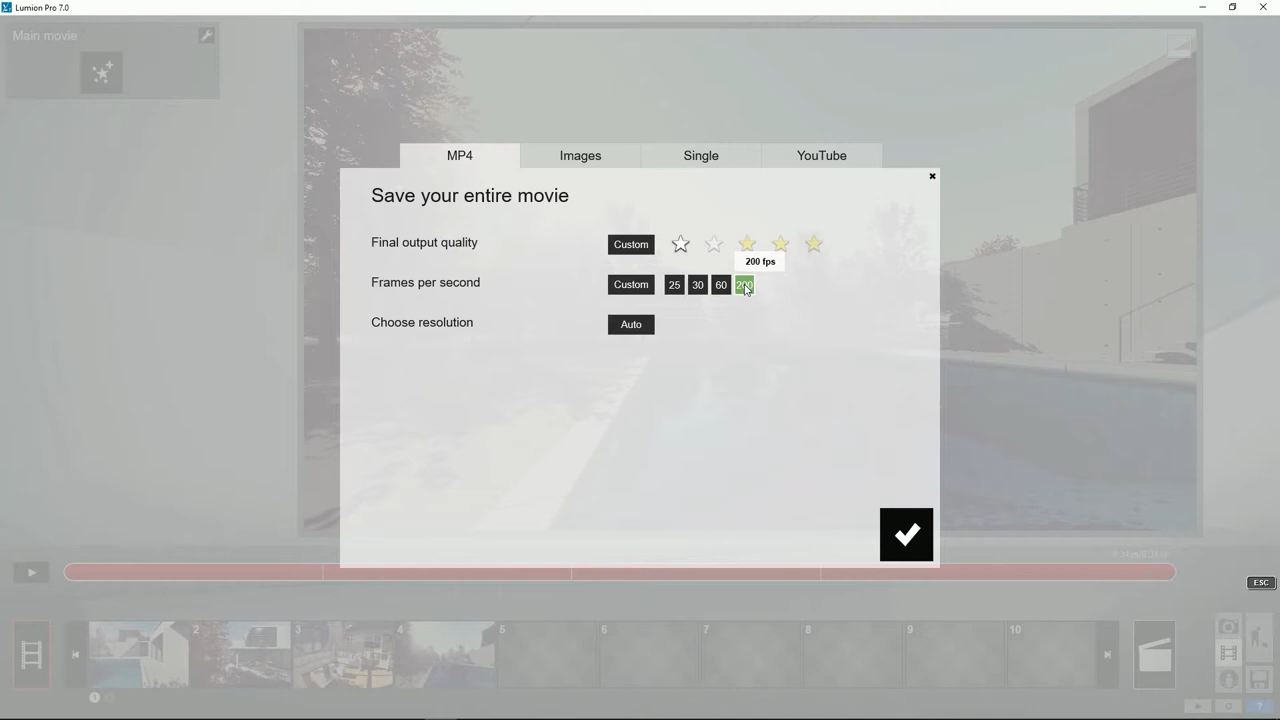 Lumion Pro 7.0
Main movie
MP4
Images
Single
YouTube
Save your entire movie
Final output quality
Custom
200 fps
Frames per second
Custom
25
30
60
200
Choose resolution
Auto
ESC
2
3
4
5
6
7
8
9
10
1
?